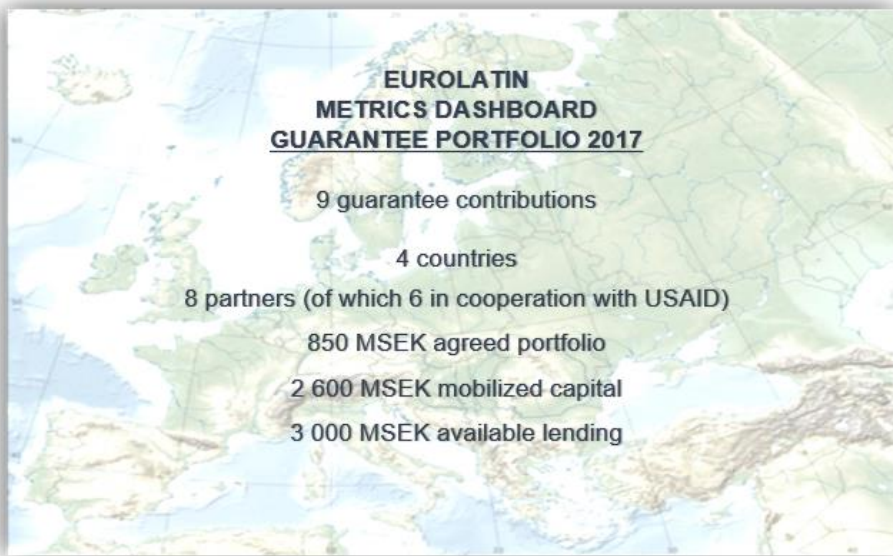 EUROLATIN
METRICS DASHBOARD
GUARANTEE PORTFOLIO 2017
9 guarantee contributions
4 countries
8 partners (of which 6 in cooperation with USAID)
850 MSEK agreed portfolio
2 600 MSEK mobilized capital
3 000 MSEK available lending